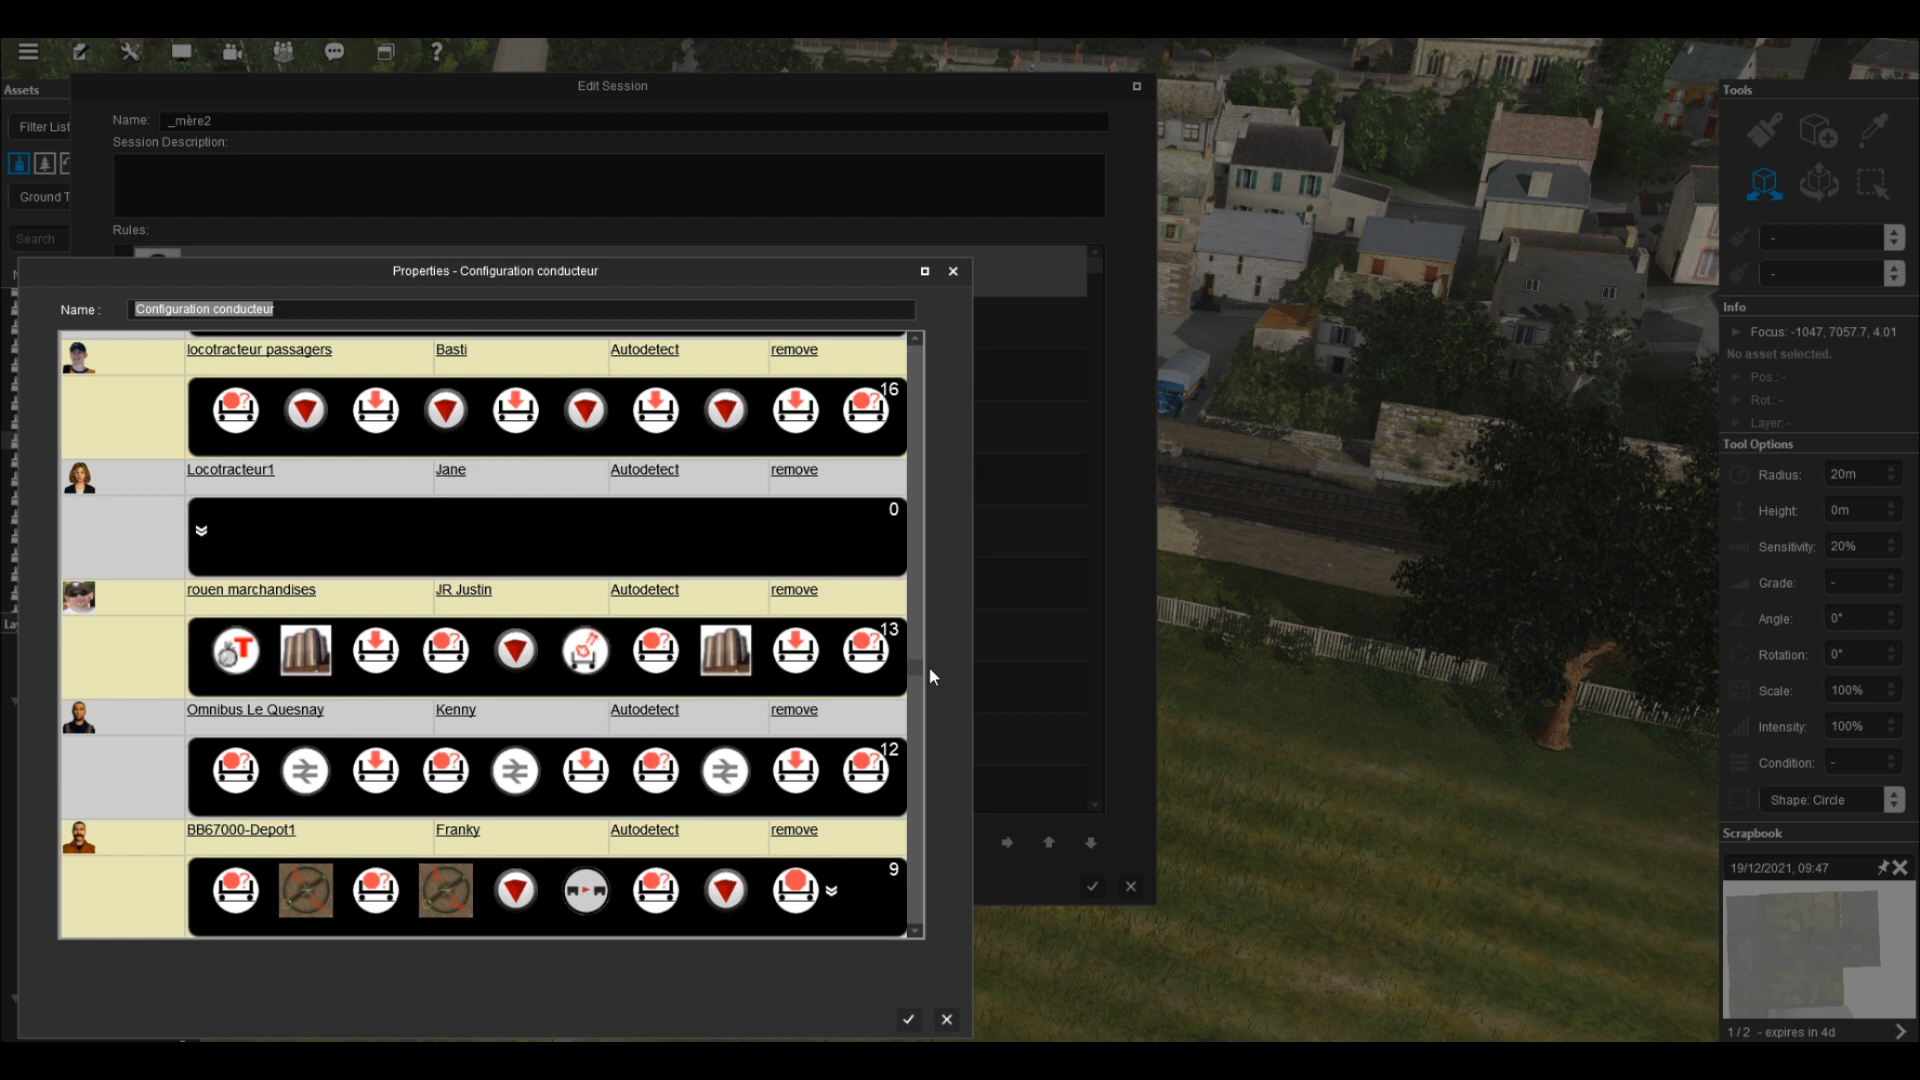 Edit Session
Assets
Tools
Name: _mère2
Filter List
Session Description:
Ground T
Rules:
Search
-
-
Properties - Configuration conducteur
Info
Name : Configuration conducteur
Focus: -1047, 7057.7, 4.01
No asset selected.
locotracteur passagers Basti Autodetect remove
Pos.: -
16
Rot.: -
Layer: -
Tool Options
Locotracteur1 Jane Autodetect remove
Radius: 20m
0
Height: 0m
Sensitivity: 20%
rouen marchandises JR Justin Autodetect remove
Grade: -
Angle: 0°
13
La
Rotation: 0°
Scale: 100%
Omnibus Le Quesnay Kenny Autodetect remove
Intensity: 100%
12
Condition: -
Shape: Circle
BB67000-Depot1 Franky Autodetect remove
Scrapbook
9
19/12/2021, 09:47
1 / 2 - expires in 4d